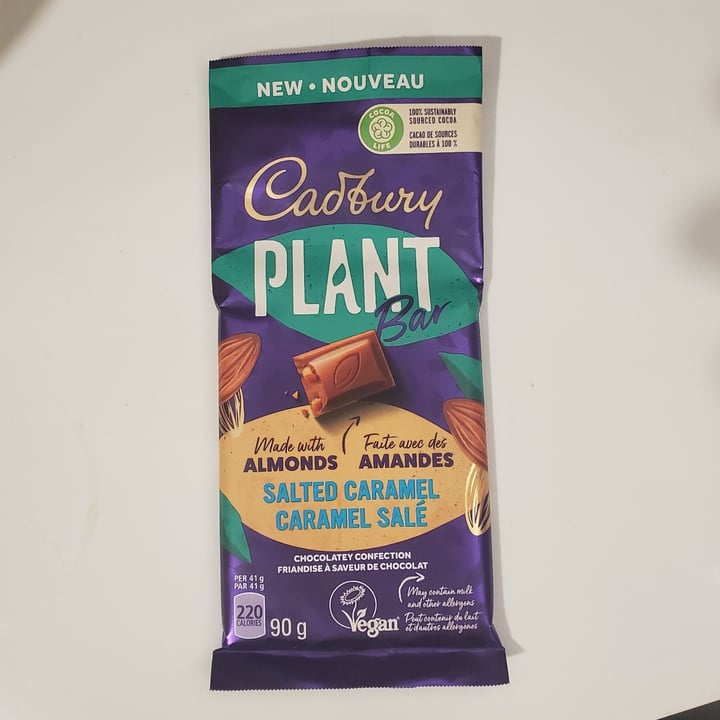 NEW • NOUVEAU
COCOA
LIFE
100% SUSTAINABLY
SOURCED COCOA
CACAO DE SOURCES
DURABLES À 100 %
Cadbury
PLANT
Bar
Made with
ALMONDS
Faite avec des
AMANDES
SALTED CARAMEL
CARAMEL SALÉ
CHOCOLATEY CONFECTION
FRIANDISE À SAVEUR DE CHOCOLAT
PER 41 g
PAR 41 g
220
CALORIES
90 g
Vegan
May contain milk
and other allergens
Peut contenir du lait
et d'autres allergènes